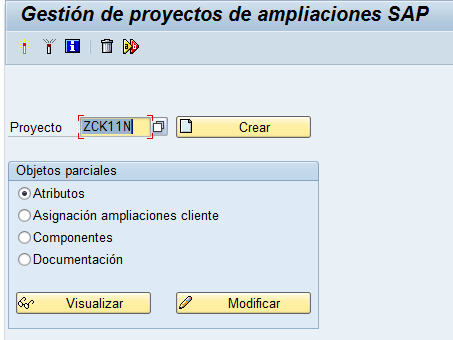 Gestión de proyectos de ampliaciones SAP
Proyecto ZCK11N Crear
Objetos parciales
Atributos
Asignación ampliaciones cliente
Componentes
Documentación
Visualizar Modificar